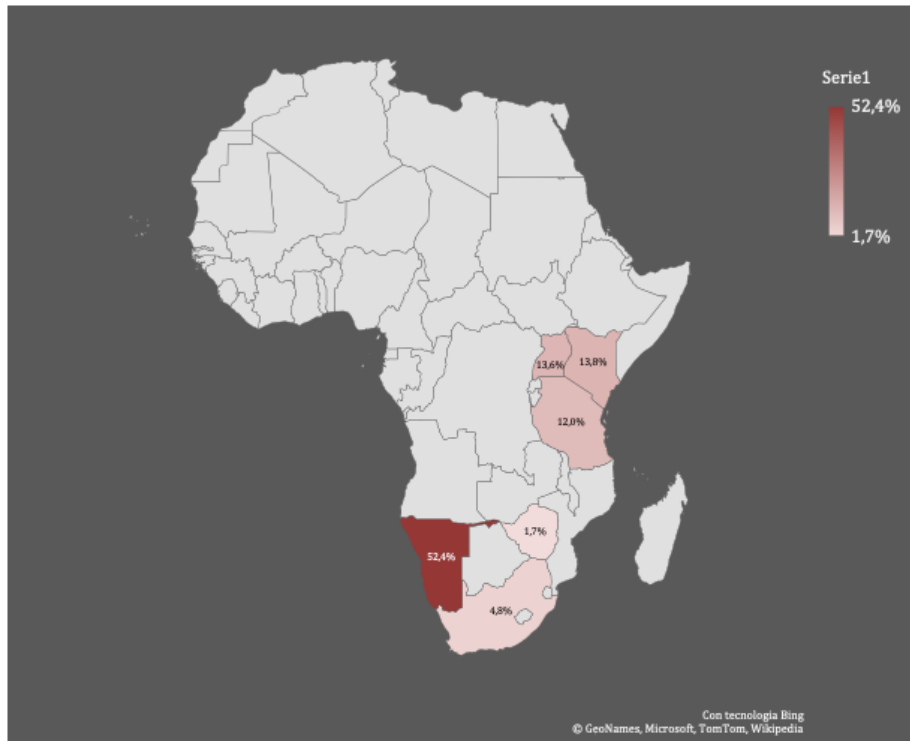 Serie1
52,4%
1,7%
13,6%
13,8%
12,0%
1,7%
52,4%
4,8%
Con tecnologia Bing
© GeoNames, Microsoft, TomTom, Wikipedia